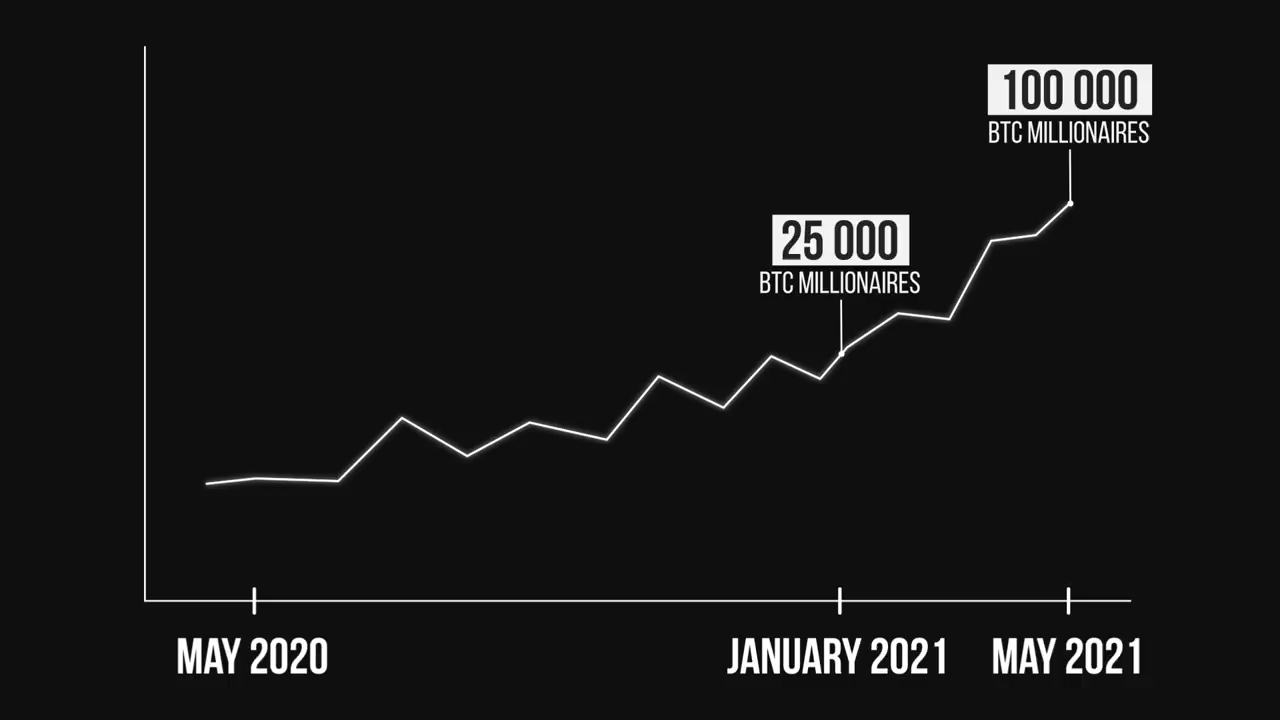 100 000
BTC MILLIONAIRES
25 000
BTC MILLIONAIRES
MAY 2020
JANUARY 2021
MAY 2021